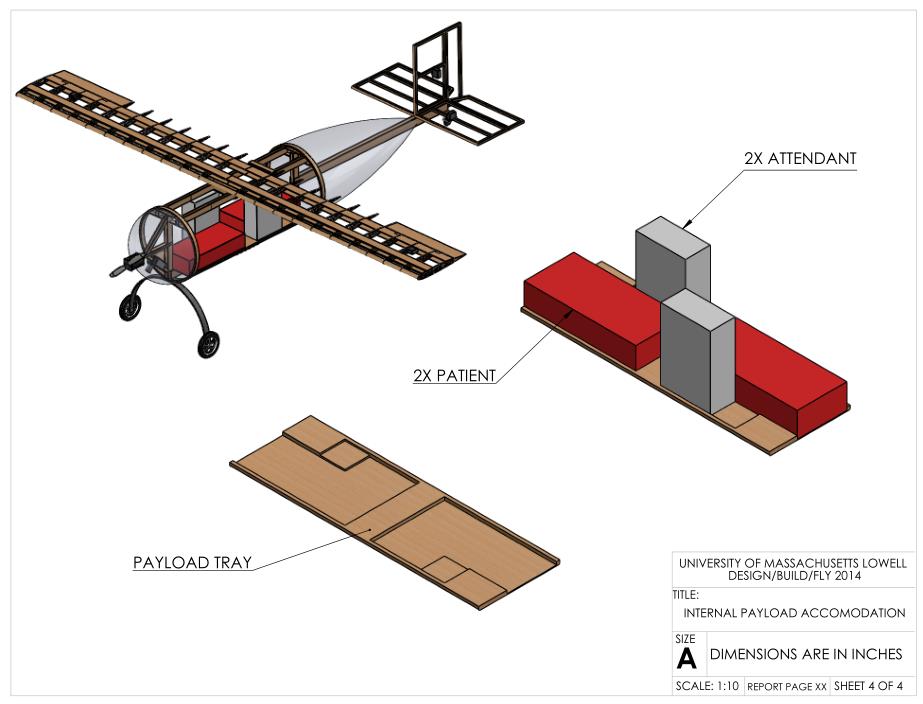 2X ATTENDANT
2X PATIENT
PAYLOAD TRAY
UNIVERSITY OF MASSACHUSETTS LOWELL
DESIGN/BUILD/FLY 2014
TITLE:
INTERNAL PAYLOAD ACCOMODATION
SIZE
A
DIMENSIONS ARE IN INCHES
SCALE: 1:10
REPORT PAGE XX
SHEET 4 OF 4